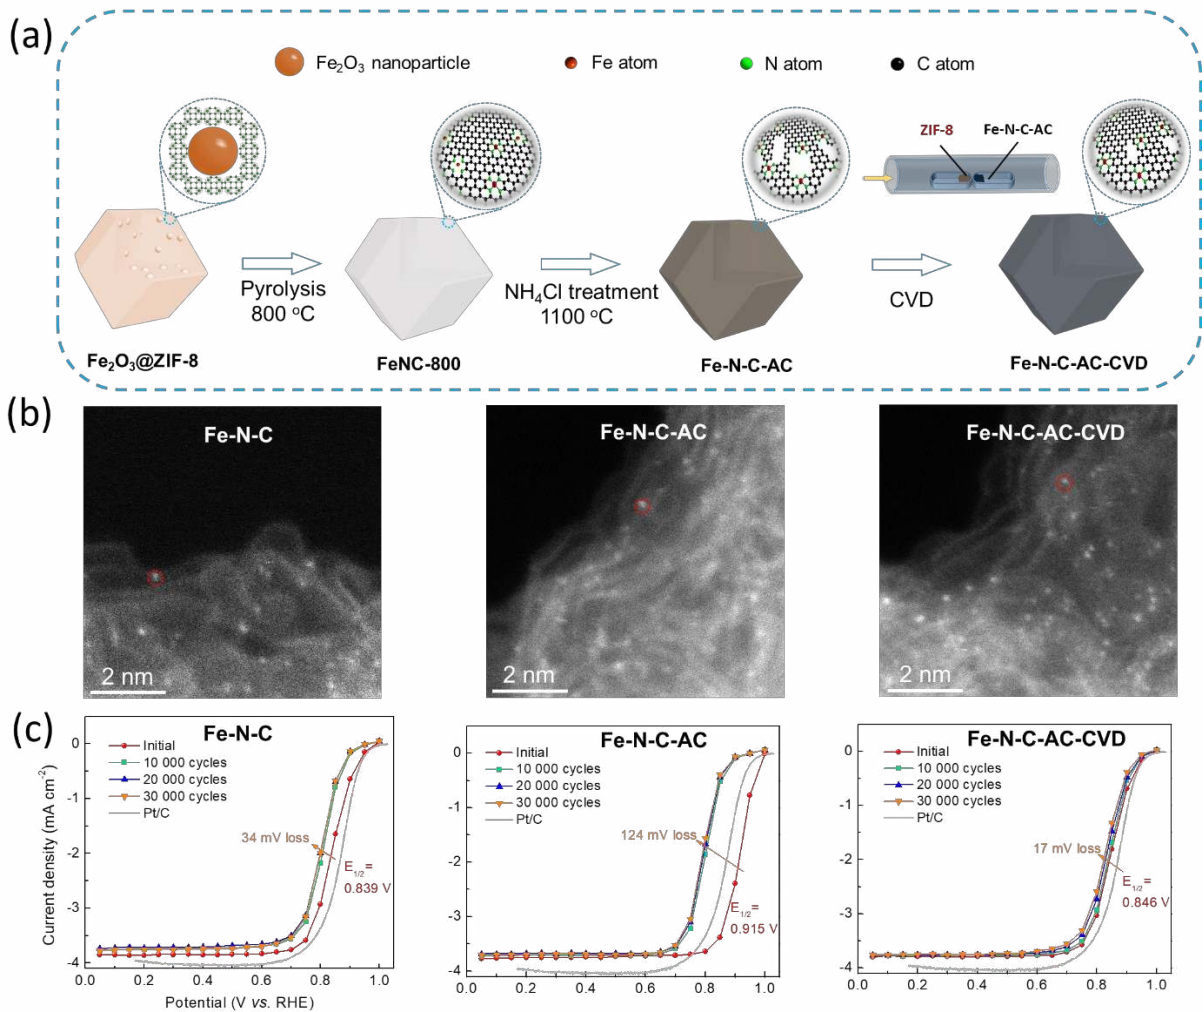 (a)
Fe₂O₃ nanoparticle
Fe atom
N atom
C atom
ZIF-8
Fe-N-C-AC
Pyrolysis
800 °C
NH₄Cl treatment
1100 °C
CVD
Fe₂O₃@ZIF-8
FeNC-800
Fe-N-C-AC
Fe-N-C-AC-CVD
(b)
Fe-N-C
2 nm
Fe-N-C-AC
2 nm
Fe-N-C-AC-CVD
2 nm
(c)
Fe-N-C
Initial
10 000 cycles
20 000 cycles
30 000 cycles
Pt/C
34 mV loss
E₁/₂=
0.839 V
Current density (mA cm⁻²)
0
-1
-2
-3
-4
0.0 0.2 0.4 0.6 0.8 1.0
Potential (V vs. RHE)
Fe-N-C-AC
Initial
10 000 cycles
20 000 cycles
30 000 cycles
Pt/C
124 mV loss
E₁/₂=
0.915 V
0
-1
-2
-3
-4
0.0 0.2 0.4 0.6 0.8 1.0
Fe-N-C-AC-CVD
Initial
10 000 cycles
20 000 cycles
30 000 cycles
Pt/C
17 mV loss
E₁/₂=
0.846 V
0
-1
-2
-3
-4
0.0 0.2 0.4 0.6 0.8 1.0